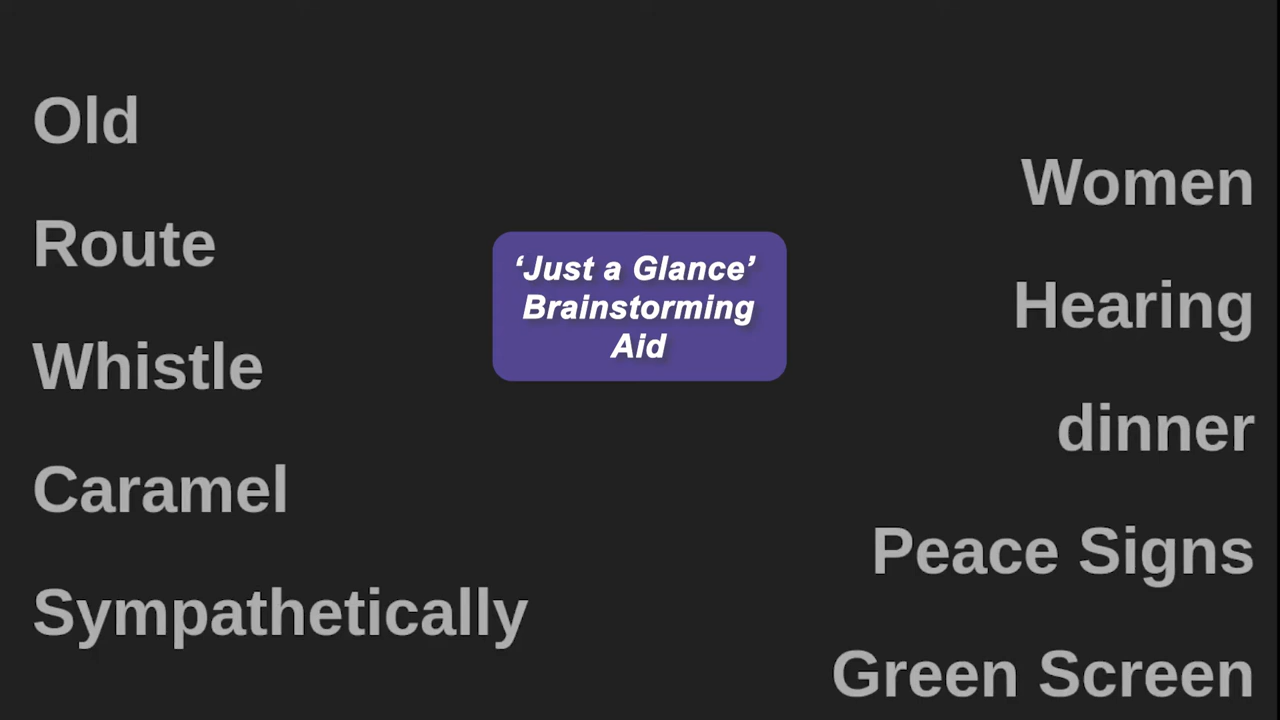 Old
Route
Whistle
Caramel
Sympathetically
‘Just a Glance’
Brainstorming
Aid
Women
Hearing
dinner
Peace Signs
Green Screen